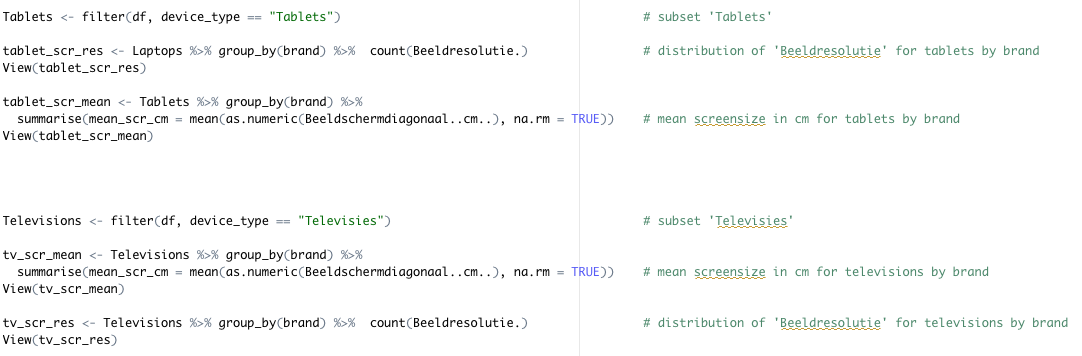 Tablets <- filter(df, device_type == "Tablets") # subset 'Tablets'
tablet_scr_res <- Laptops %>% group_by(brand) %>%  count(Beeldresolutie.) # distribution of 'Beeldresolutie' for tablets by brand
View(tablet_scr_res)
tablet_scr_mean <- Tablets %>% group_by(brand) %>%
  summarise(mean_scr_cm = mean(as.numeric(Beeldschermdiagonaal..cm..), na.rm = TRUE)) # mean screensize in cm for tablets by brand
View(tablet_scr_mean)
Televisions <- filter(df, device_type == "Televisies") # subset 'Televisies'
tv_scr_mean <- Televisions %>% group_by(brand) %>%
  summarise(mean_scr_cm = mean(as.numeric(Beeldschermdiagonaal..cm..), na.rm = TRUE)) # mean screensize in cm for televisions by brand
View(tv_scr_mean)
tv_scr_res <- Televisions %>% group_by(brand) %>%  count(Beeldresolutie.) # distribution of 'Beeldresolutie' for televisions by brand
View(tv_scr_res)